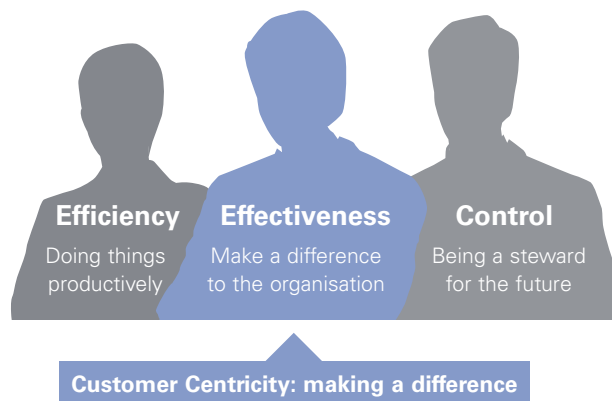 Efficiency
Doing things
productively
Effectiveness
Make a difference
to the organisation
Control
Being a steward
for the future
Customer Centricity: making a difference